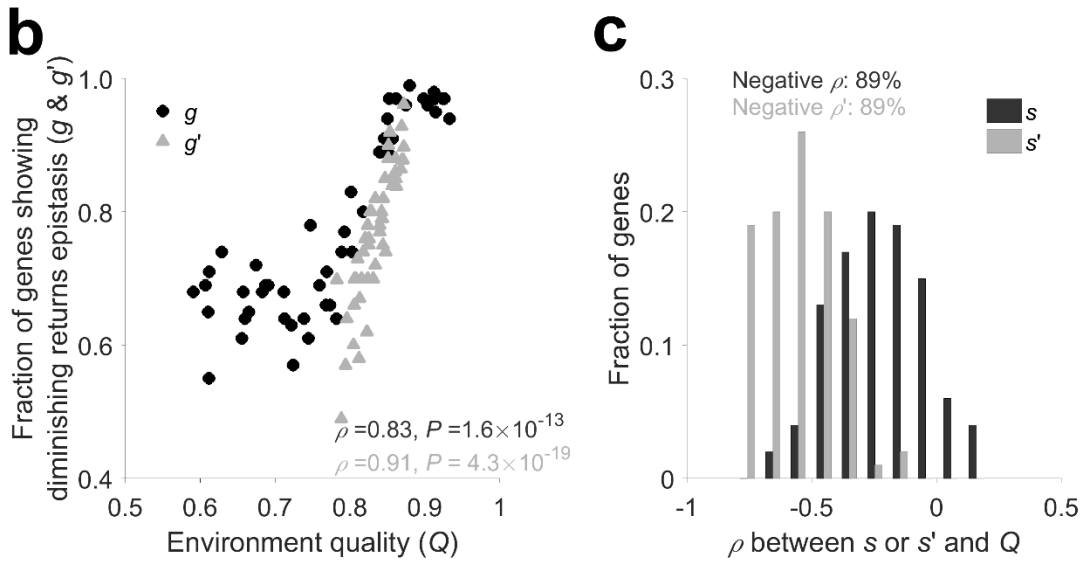 b
Fraction of genes showing
diminishing returns epistasis (g & g')
1.0
0.8
0.6
0.4
g
g'
ρ =0.83, P =1.6×10⁻¹³
ρ =0.91, P = 4.3×10⁻¹⁹
0.5 0.6 0.7 0.8 0.9 1
Environment quality (Q)
c
Fraction of genes
0.3
0.2
0.1
0
Negative ρ: 89%
Negative ρ': 89%
s
s'
-1 -0.5 0 0.5
ρ between s or s' and Q